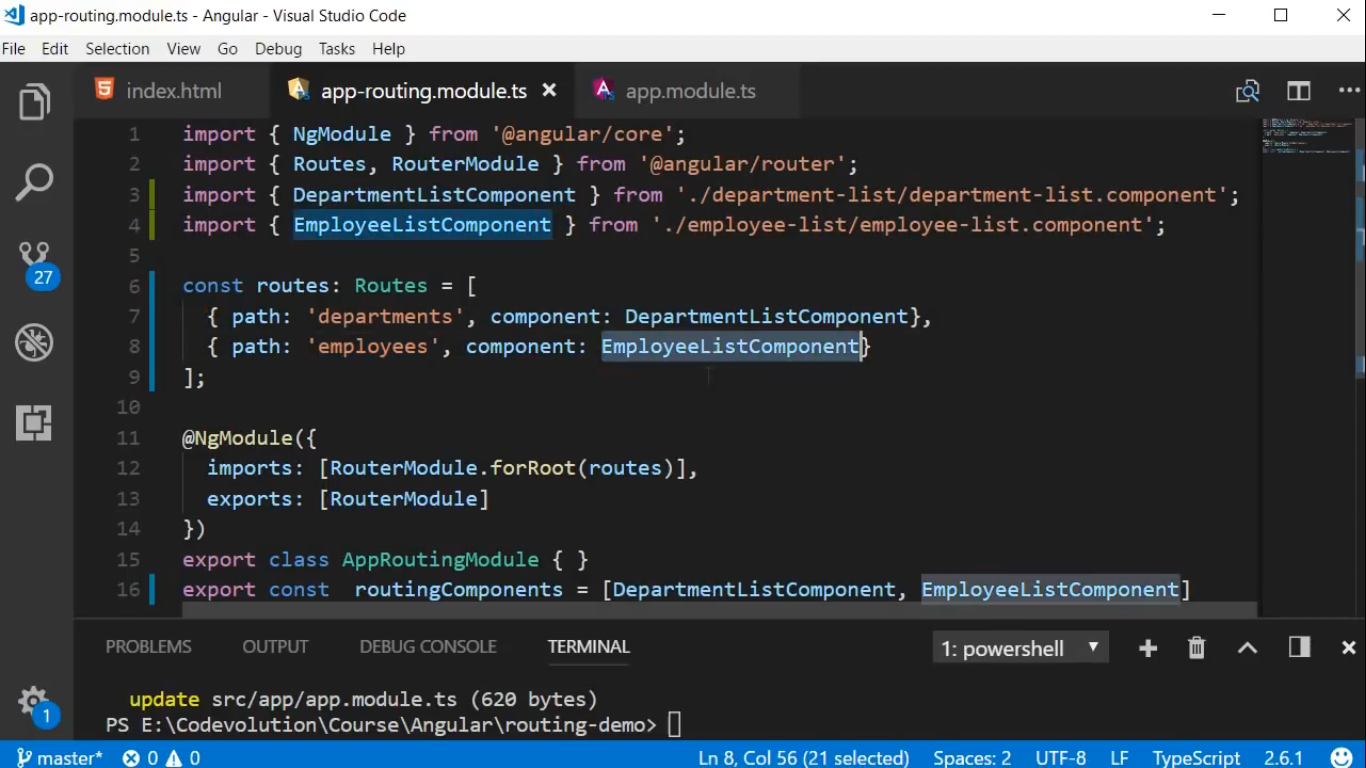 app-routing.module.ts - Angular - Visual Studio Code
File Edit Selection View Go Debug Tasks Help
index.html app-routing.module.ts app.module.ts
1 import { NgModule } from '@angular/core';
2 import { Routes, RouterModule } from '@angular/router';
3 import { DepartmentListComponent } from './department-list/department-list.component';
4 import { EmployeeListComponent } from './employee-list/employee-list.component';
5
6 const routes: Routes = [
7 { path: 'departments', component: DepartmentListComponent},
8 { path: 'employees', component: EmployeeListComponent}
9 ];
10
11 @NgModule({
12 imports: [RouterModule.forRoot(routes)],
13 exports: [RouterModule]
14 })
15 export class AppRoutingModule { }
16 export const routingComponents = [DepartmentListComponent, EmployeeListComponent]
27
1
PROBLEMS OUTPUT DEBUG CONSOLE TERMINAL 1: powershell
update src/app/app.module.ts (620 bytes)
PS E:\Codevolution\Course\Angular\routing-demo>
master* 0 0 Ln 8, Col 56 (21 selected) Spaces: 2 UTF-8 LF TypeScript 2.6.1